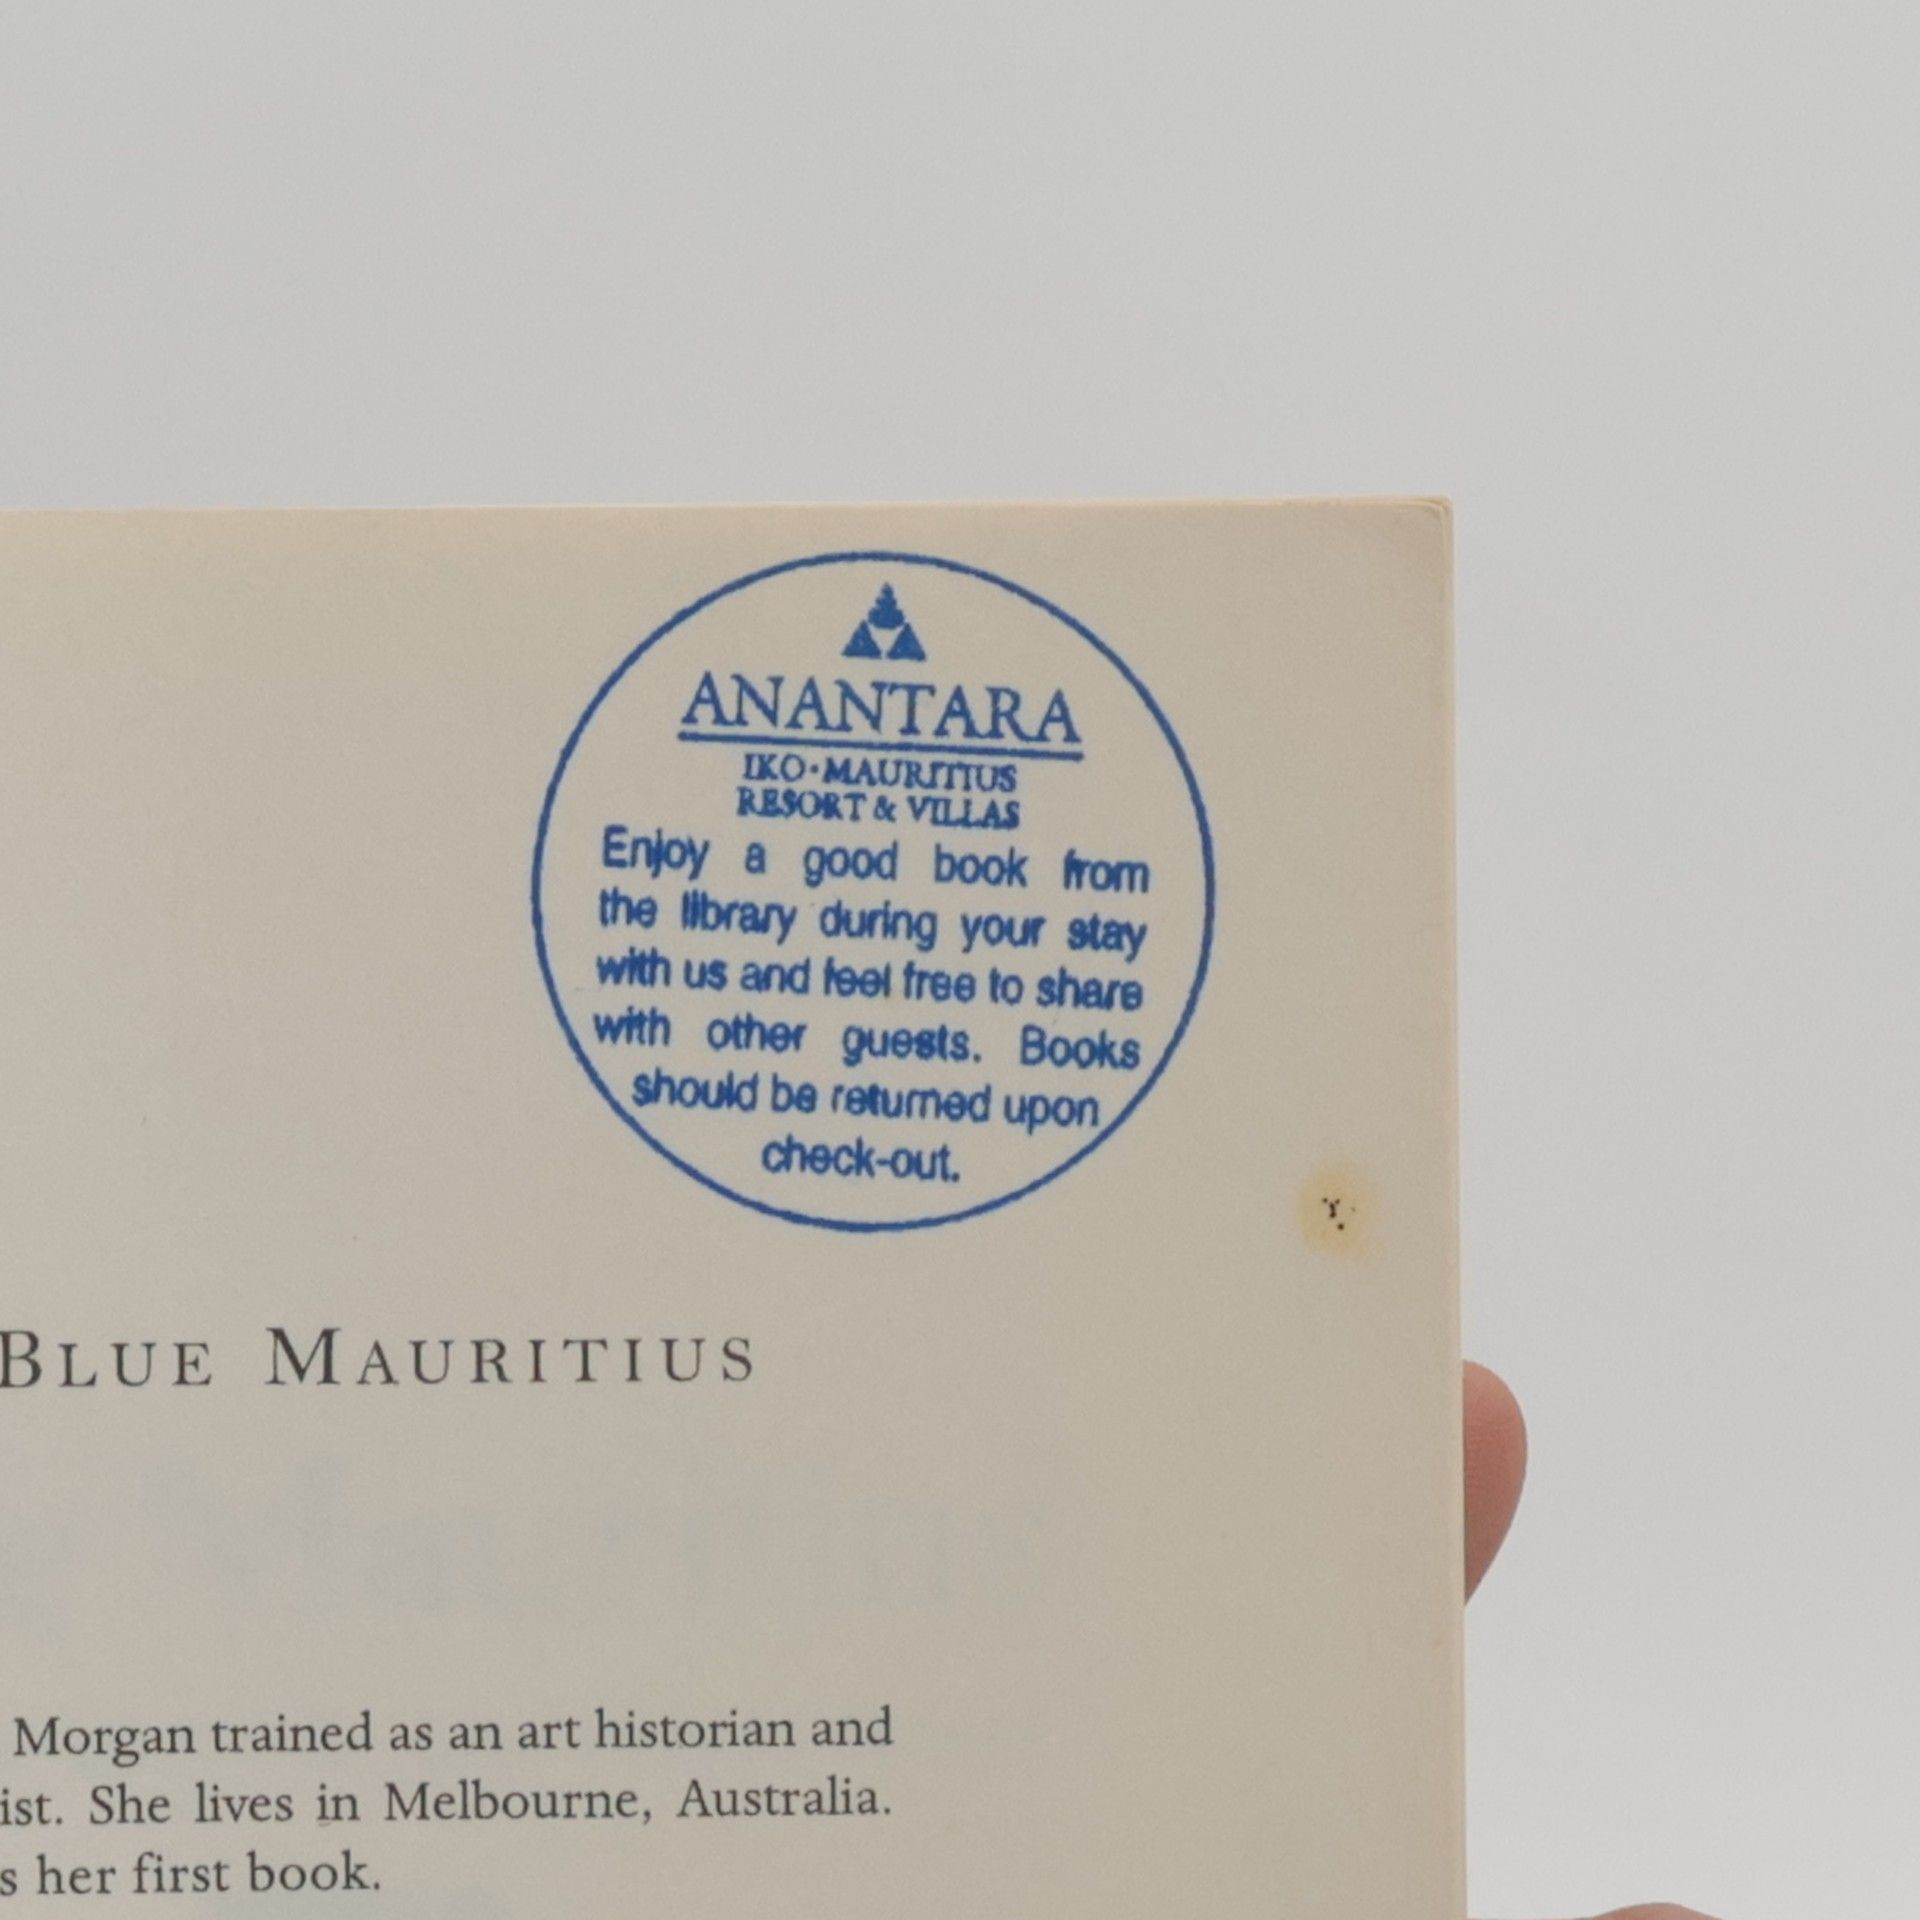 ANANTARA
IKO • MAURITIUS
RESORT & VILLAS
Enjoy a good book from
the library during your stay
with us and feel free to share
with other guests. Books
should be returned upon
check-out.
BLUE MAURITIUS
Morgan trained as an art historian and
ist. She lives in Melbourne, Australia.
s her first book.